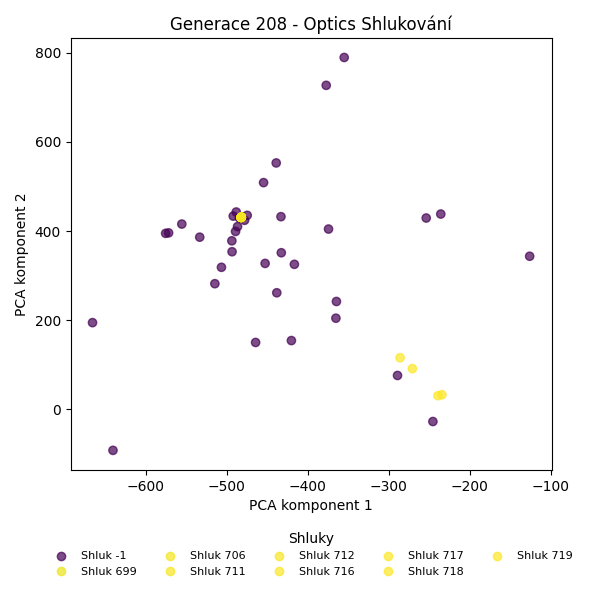 Generace 208 - Optics Shlukování
800
600
400
200
0
PCA komponent 2
−600 −500 −400 −300 −200 −100
PCA komponent 1
Shluky
Shluk -1 Shluk 706 Shluk 712 Shluk 717 Shluk 719
Shluk 699 Shluk 711 Shluk 716 Shluk 718